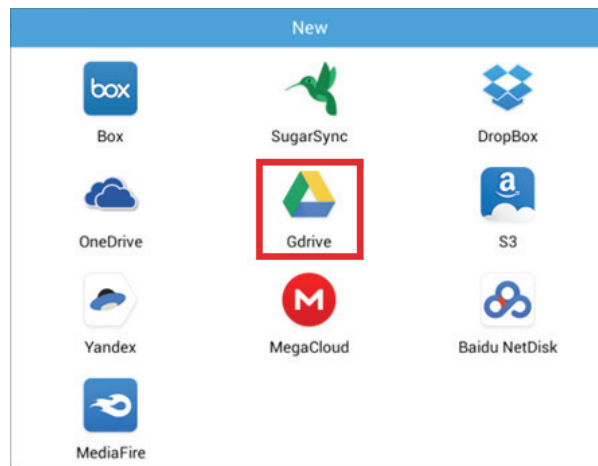 New
box
Box
SugarSync
DropBox
a
OneDrive
Gdrive
S3
M
Yandex
MegaCloud
Baidu NetDisk
MediaFire